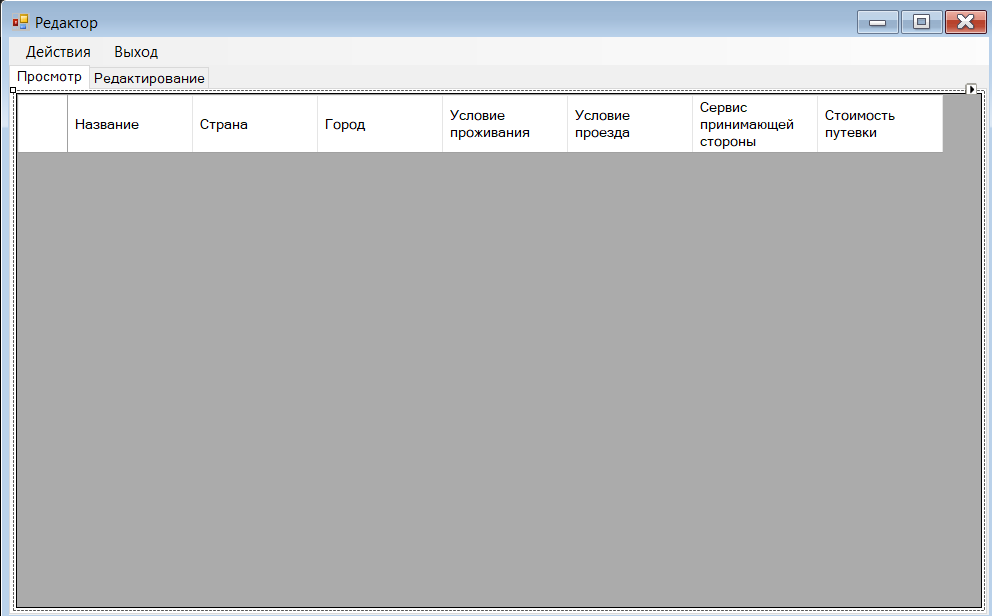 Редактор
Действия Выход
Просмотр Редактирование
Название
Страна
Город
Условие
проживания
Условие
проезда
Сервис
принимающей
стороны
Стоимость
путевки